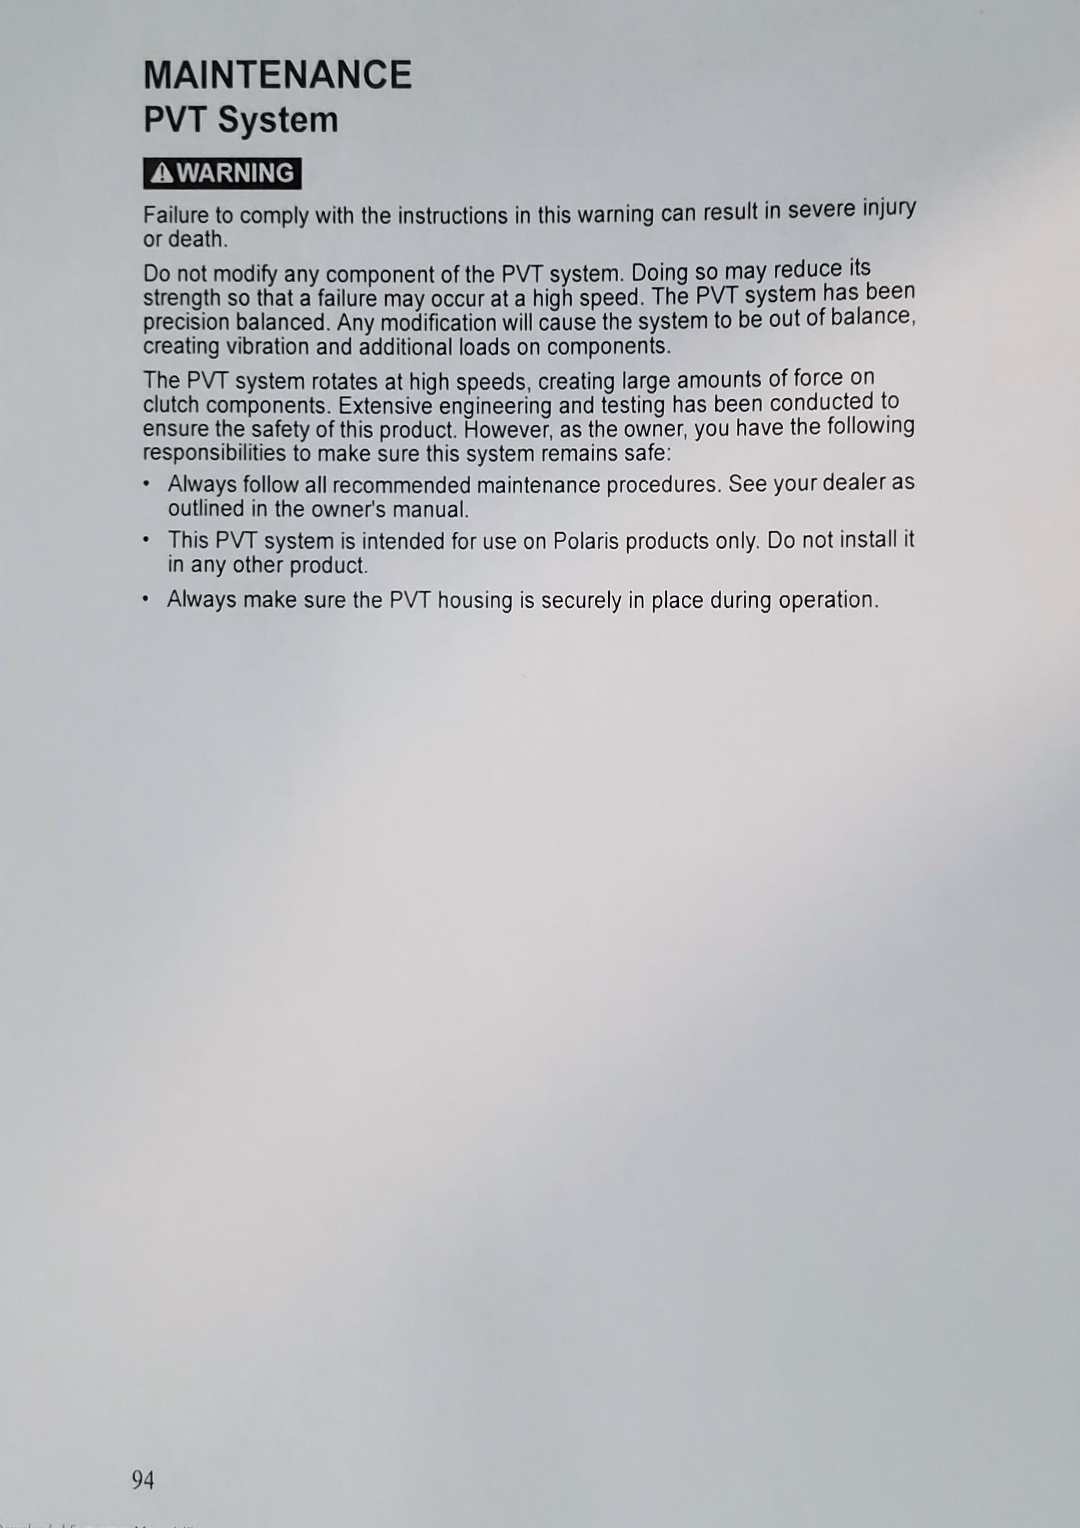 MAINTENANCE
PVT System
WARNING
Failure to comply with the instructions in this warning can result in severe injury
or death.
Do not modify any component of the PVT system. Doing so may reduce its
strength so that a failure may occur at a high speed. The PVT system has been
precision balanced. Any modification will cause the system to be out of balance,
creating vibration and additional loads on components.
The PVT system rotates at high speeds, creating large amounts of force on
clutch components. Extensive engineering and testing has been conducted to
ensure the safety of this product. However, as the owner, you have the following
responsibilities to make sure this system remains safe:
• Always follow all recommended maintenance procedures. See your dealer as
outlined in the owner's manual.
• This PVT system is intended for use on Polaris products only. Do not install it
in any other product.
• Always make sure the PVT housing is securely in place during operation.
94